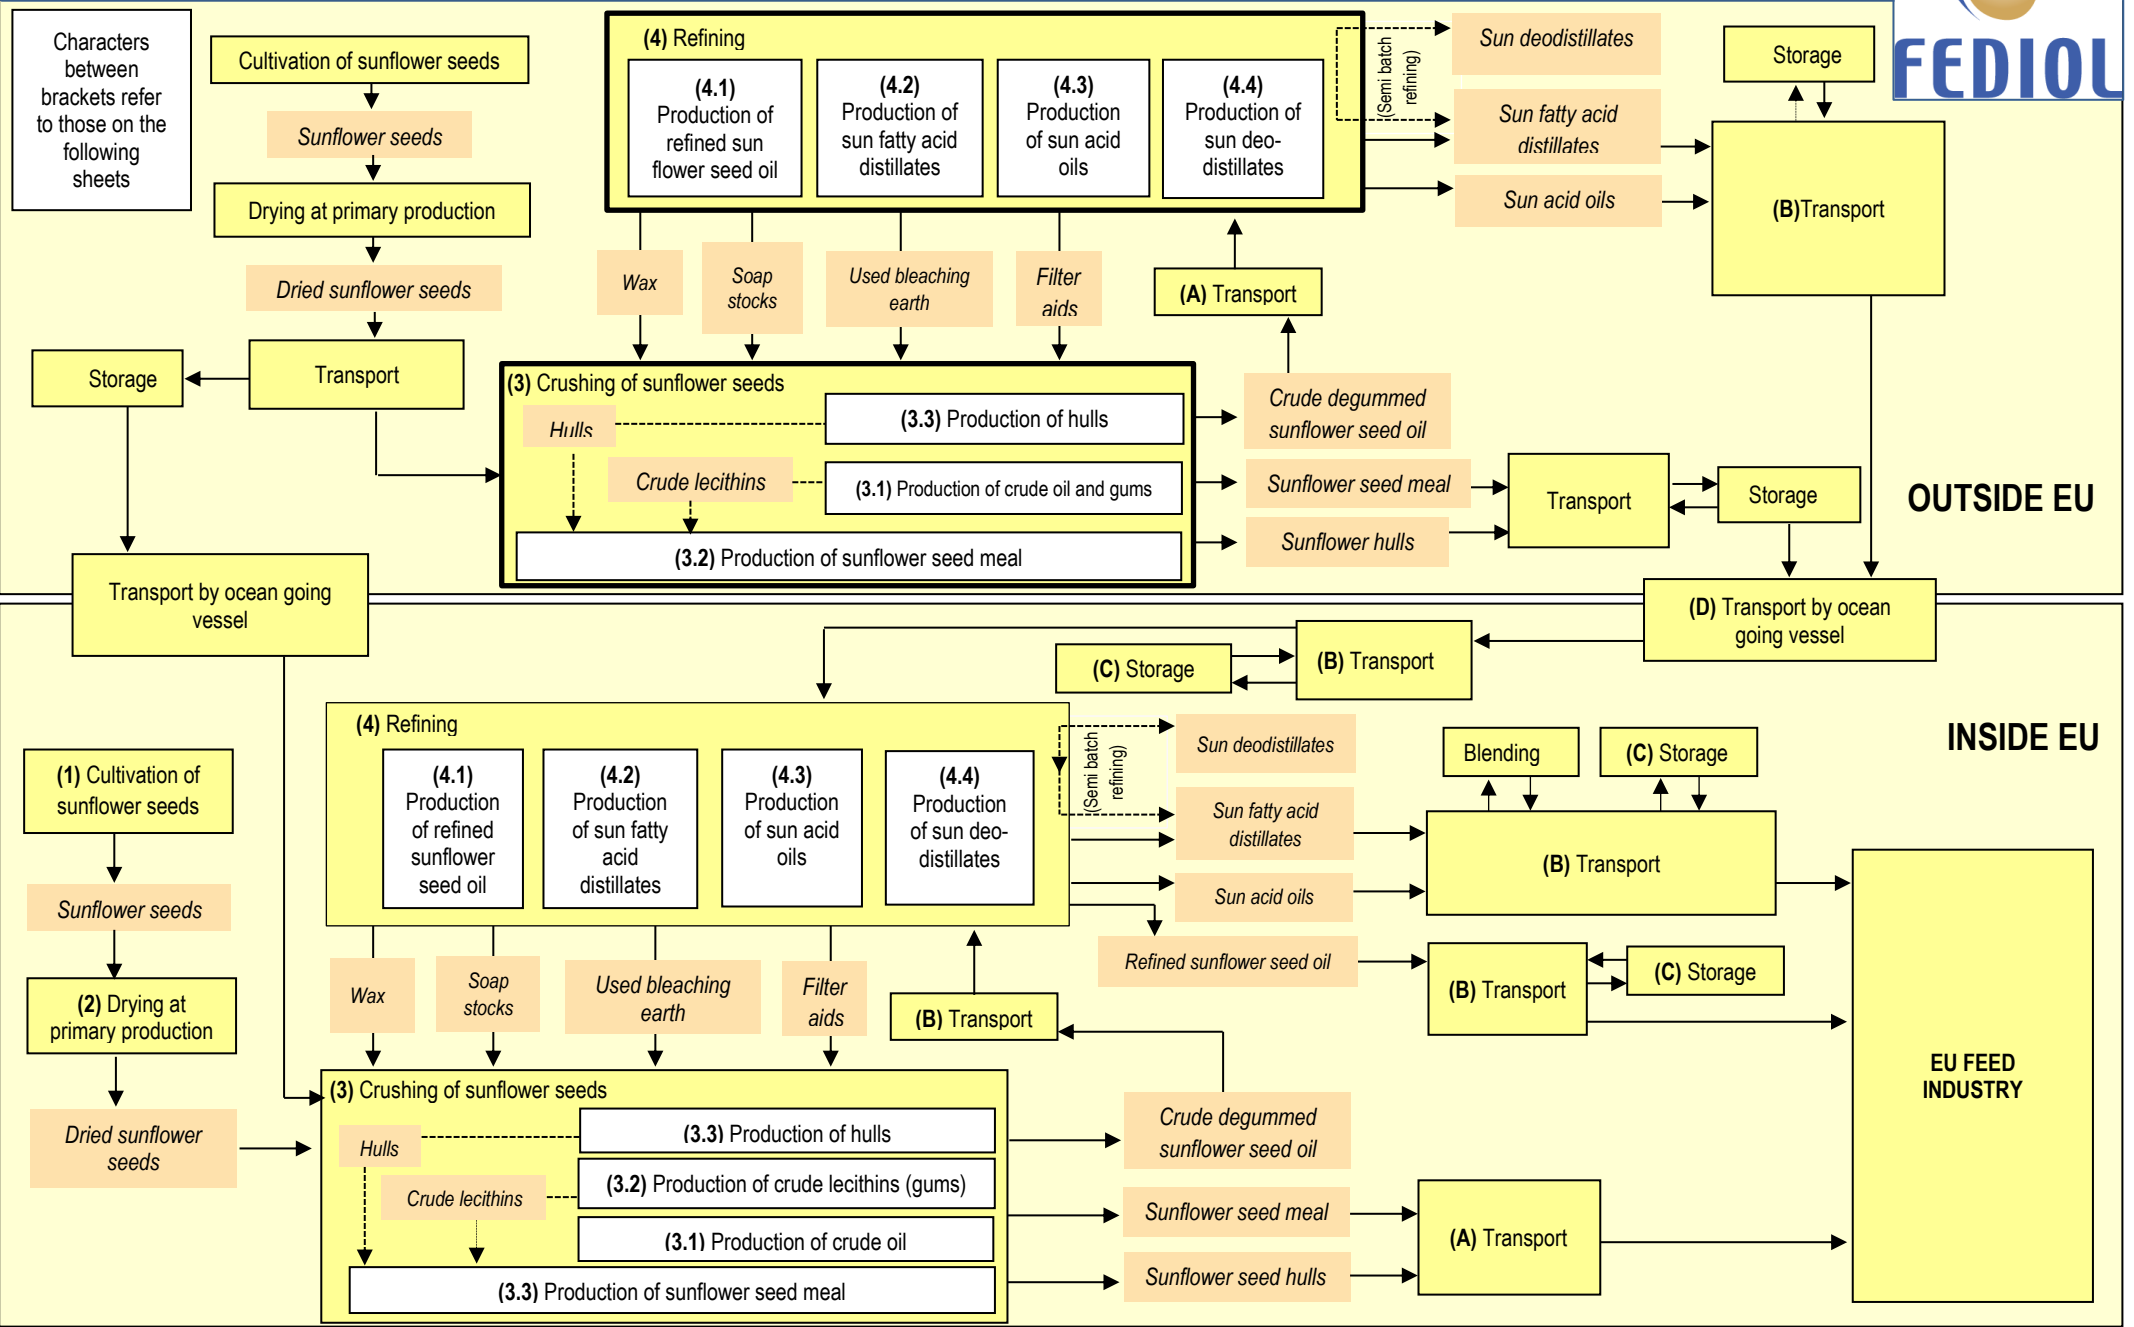 Characters
between
brackets refer
to those on the
following
sheets
Cultivation of sunflower seeds
Sunflower seeds
Drying at primary production
Dried sunflower seeds
Transport
Storage
(4) Refining
(4.1)
Production of
refined sun
flower seed oil
(4.2)
Production of
sun fatty acid
distillates
(4.3)
Production
of sun acid
oils
(4.4)
Production of
sun deo-
distillates
(Semi batch
refining)
Sun deodistillates
Sun fatty acid
distillates
Sun acid oils
Storage
(B)Transport
FEDIOL
Wax
Soap
stocks
Used bleaching
earth
Filter
aids
(A) Transport
(3) Crushing of sunflower seeds
Hulls
(3.3) Production of hulls
Crude lecithins
(3.1) Production of crude oil and gums
(3.2) Production of sunflower seed meal
Crude degummed
sunflower seed oil
Sunflower seed meal
Sunflower hulls
Transport
Storage
OUTSIDE EU
Transport by ocean going
vessel
(D) Transport by ocean
going vessel
(C) Storage
(B) Transport
INSIDE EU
(1) Cultivation of
sunflower seeds
Sunflower seeds
(2) Drying at
primary production
Dried sunflower
seeds
(4) Refining
(4.1)
Production
of refined
sunflower
seed oil
(4.2)
Production
of sun fatty
acid
distillates
(4.3)
Production
of sun acid
oils
(4.4)
Production
of sun deo-
distillates
(Semi batch
refining)
Sun deodistillates
Sun fatty acid
distillates
Sun acid oils
Refined sunflower seed oil
Blending
(C) Storage
(B) Transport
(B) Transport
(C) Storage
EU FEED
INDUSTRY
Wax
Soap
stocks
Used bleaching
earth
Filter
aids
(B) Transport
(3) Crushing of sunflower seeds
Hulls
(3.3) Production of hulls
Crude lecithins
(3.2) Production of crude lecithins (gums)
(3.1) Production of crude oil
(3.3) Production of sunflower seed meal
Crude degummed
sunflower seed oil
Sunflower seed meal
Sunflower seed hulls
(A) Transport